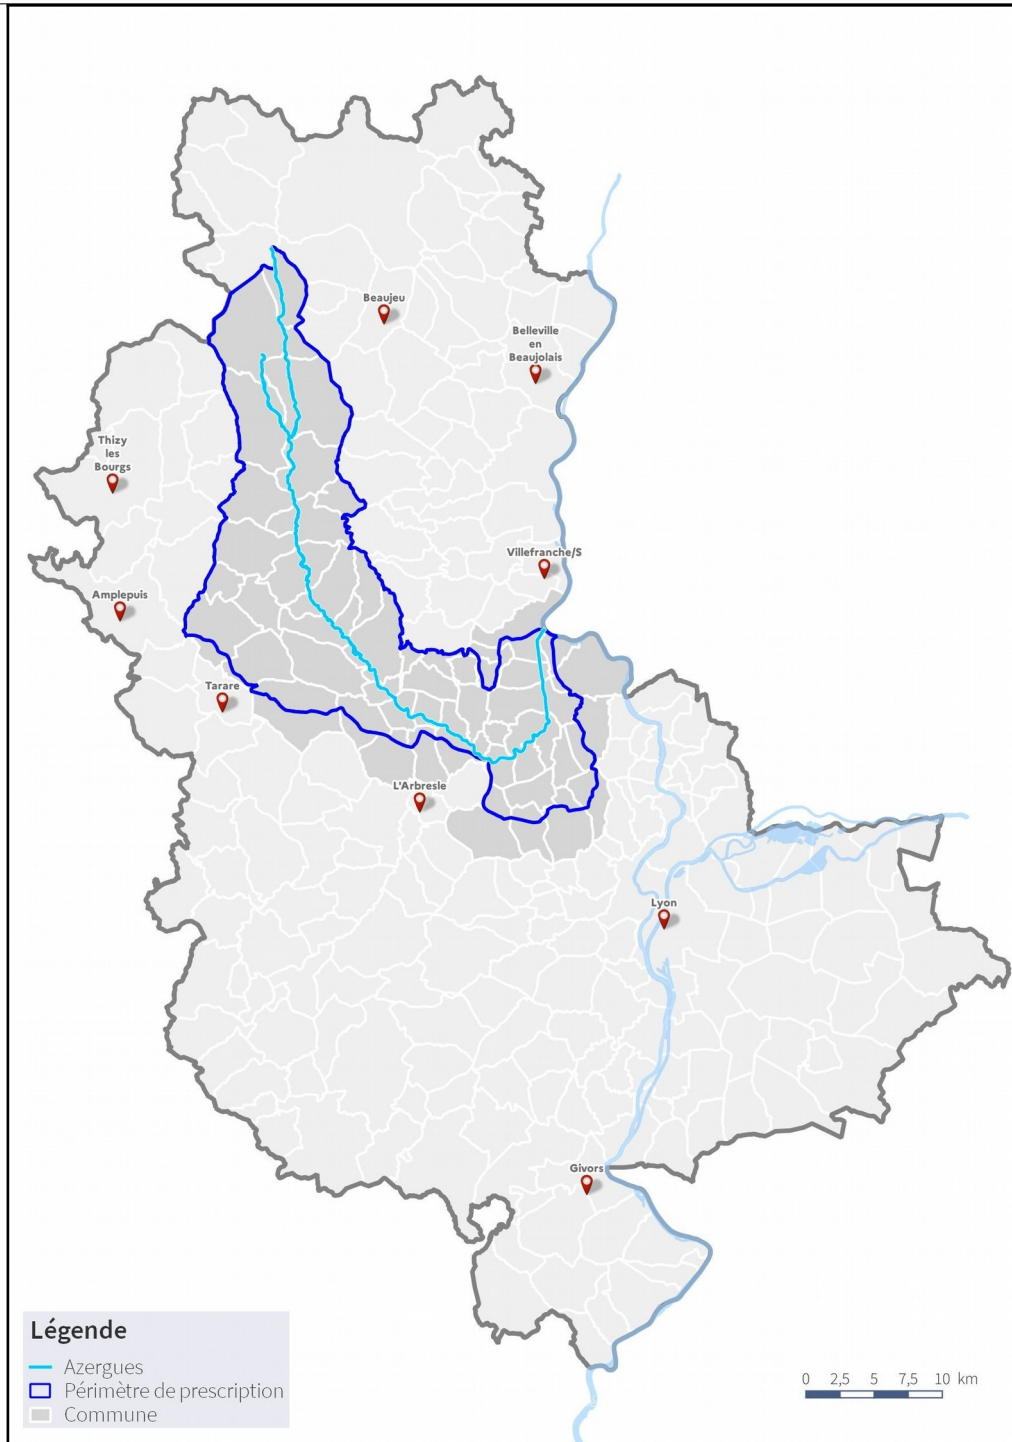 Beaujeu
Belleville
en
Beaujolais
Thizy
les
Bourgs
Villefranche/S
Amplepuis
Tarare
L'Arbresle
Lyon
Givors
Légende
Azergues
Périmètre de prescription
Commune
0 2,5 5 7,5 10 km